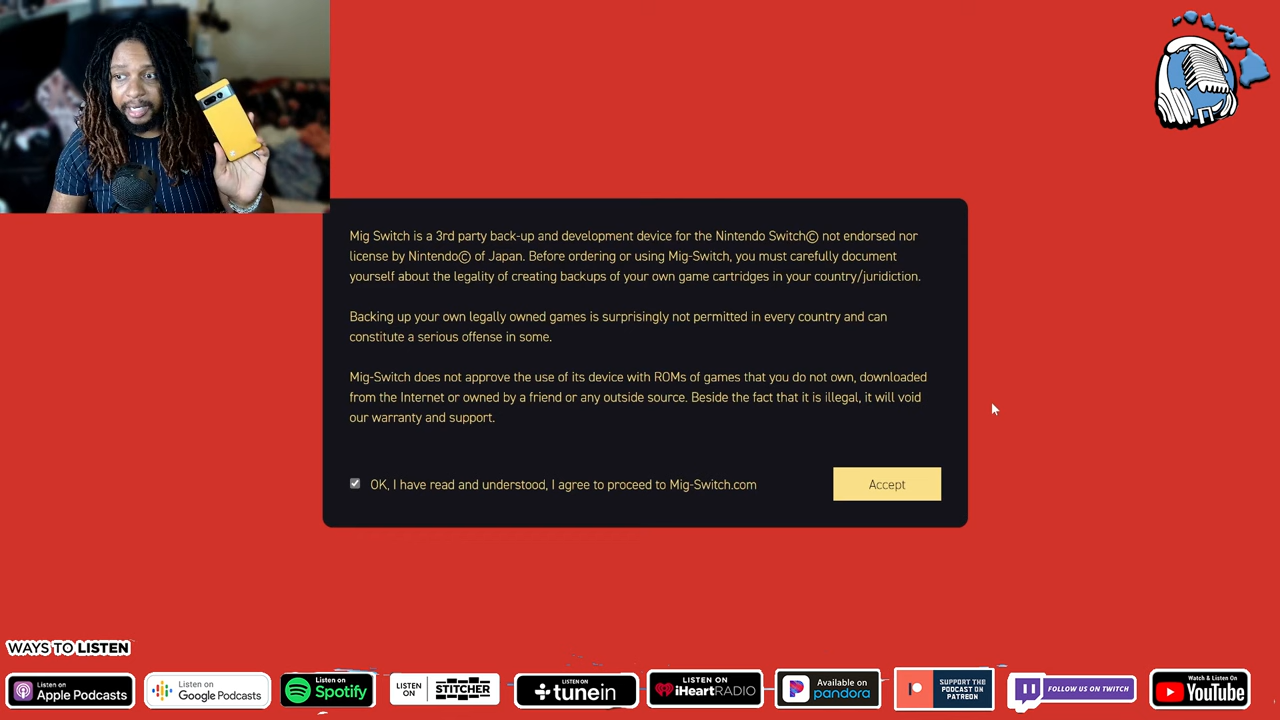 Mig Switch is a 3rd party back-up and development device for the Nintendo Switch© not endorsed nor
license by Nintendo© of Japan. Before ordering or using Mig-Switch, you must carefully document
yourself about the legality of creating backups of your own game cartridges in your country/juridiction.
Backing up your own legally owned games is surprisingly not permitted in every country and can
constitute a serious offense in some.
Mig-Switch does not approve the use of its device with ROMs of games that you do not own, downloaded
from the Internet or owned by a friend or any outside source. Beside the fact that it is illegal, it will void
our warranty and support.
OK, I have read and understood, I agree to proceed to Mig-Switch.com
Accept
WAYS TO LISTEN
Listen on
Apple Podcasts
Listen on
Google Podcasts
Listen on
Spotify
LISTEN
ON
STITCHER
LISTEN ON
tunein
LISTEN ON
iHeartRADIO
Available on
pandora
SUPPORT THE
PODCAST ON
PATREON
FOLLOW US ON TWITCH
Watch & Listen On
YouTube